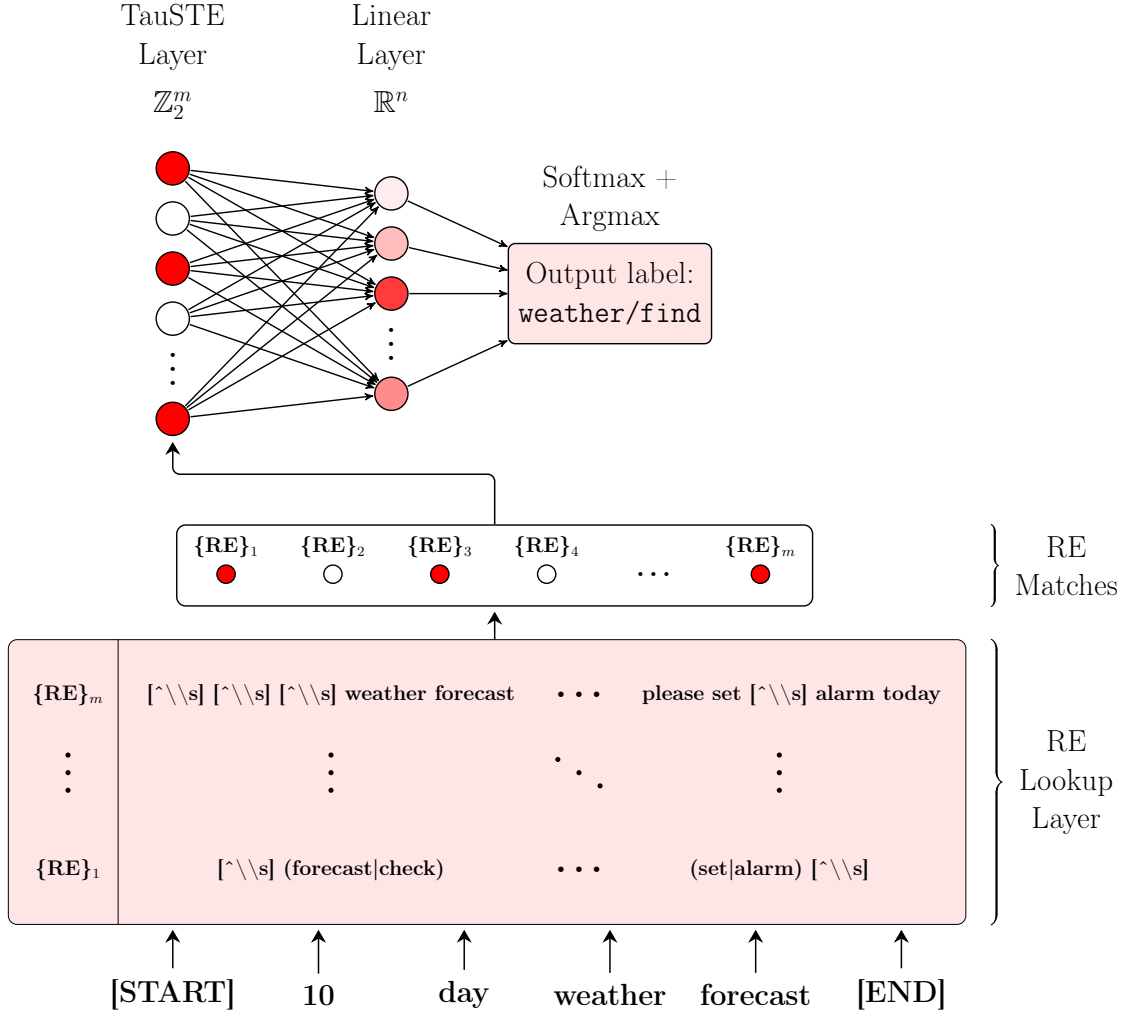 TauSTE
Layer
ℤ₂ᵐ
Linear
Layer
ℝⁿ
Softmax +
Argmax
Output label:
weather/find
{RE}₁ {RE}₂ {RE}₃ {RE}₄ ··· {RE}ₘ
RE
Matches
{RE}ₘ [^\\s] [^\\s] [^\\s] weather forecast ··· please set [^\\s] alarm today
{RE}₁ [^\\s] (forecast|check) ··· (set|alarm) [^\\s]
RE
Lookup
Layer
[START] 10 day weather forecast [END]